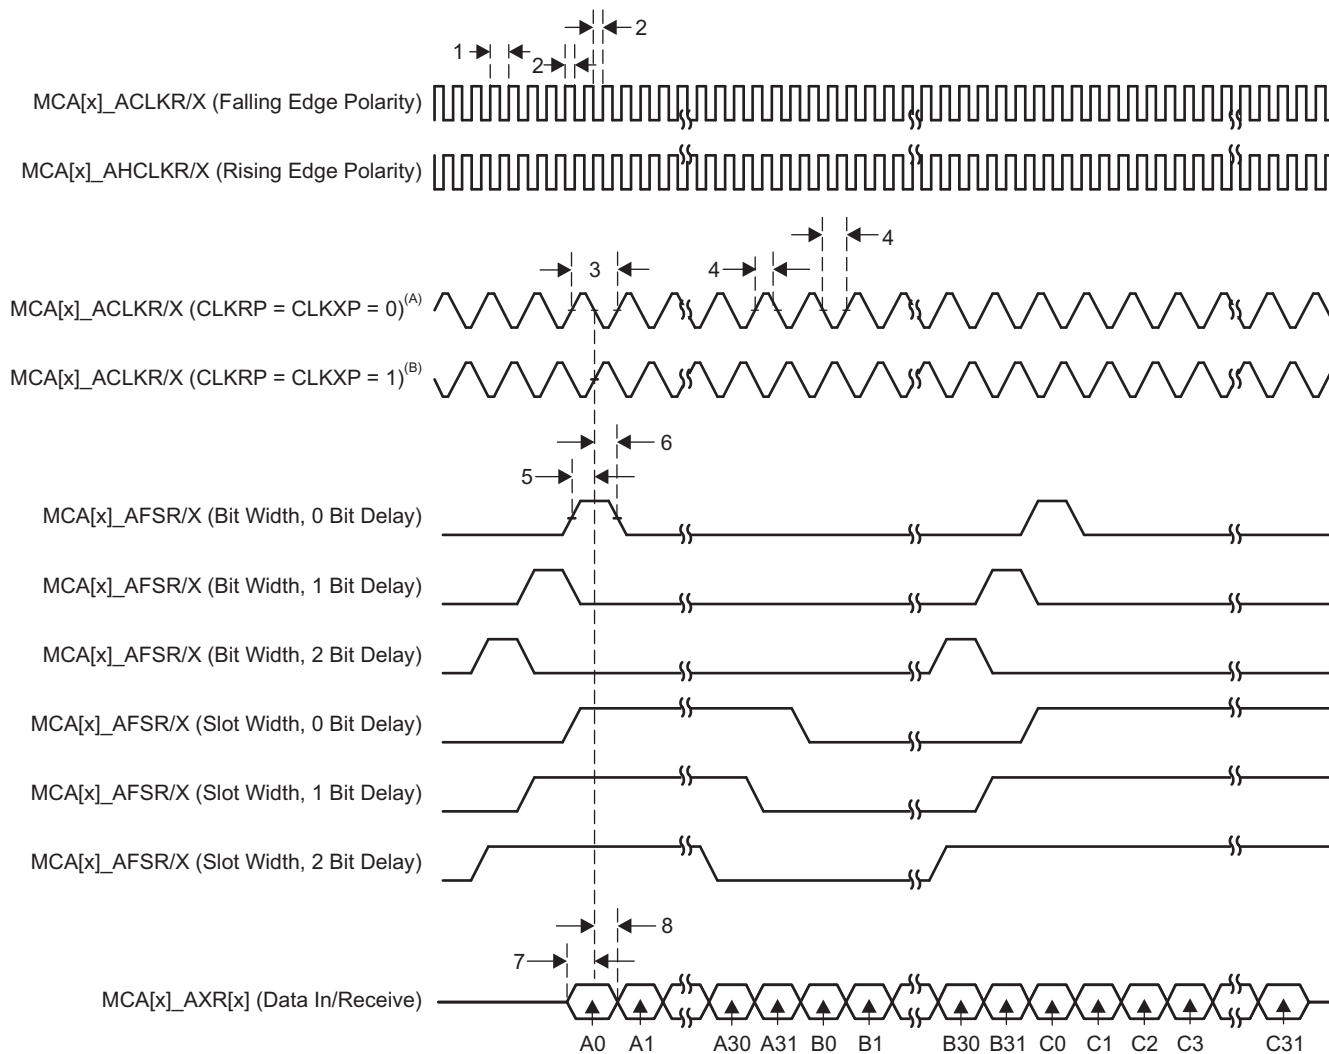 2
1
2
MCA[x]_ACLKR/X (Falling Edge Polarity)
MCA[x]_AHCLKR/X (Rising Edge Polarity)
4
3
4
MCA[x]_ACLKR/X (CLKRP = CLKXP = 0)(A)
MCA[x]_ACLKR/X (CLKRP = CLKXP = 1)(B)
6
5
MCA[x]_AFSR/X (Bit Width, 0 Bit Delay)
MCA[x]_AFSR/X (Bit Width, 1 Bit Delay)
MCA[x]_AFSR/X (Bit Width, 2 Bit Delay)
MCA[x]_AFSR/X (Slot Width, 0 Bit Delay)
MCA[x]_AFSR/X (Slot Width, 1 Bit Delay)
MCA[x]_AFSR/X (Slot Width, 2 Bit Delay)
8
7
MCA[x]_AXR[x] (Data In/Receive)
A0 A1 A30 A31 B0 B1 B30 B31 C0 C1 C2 C3 C31